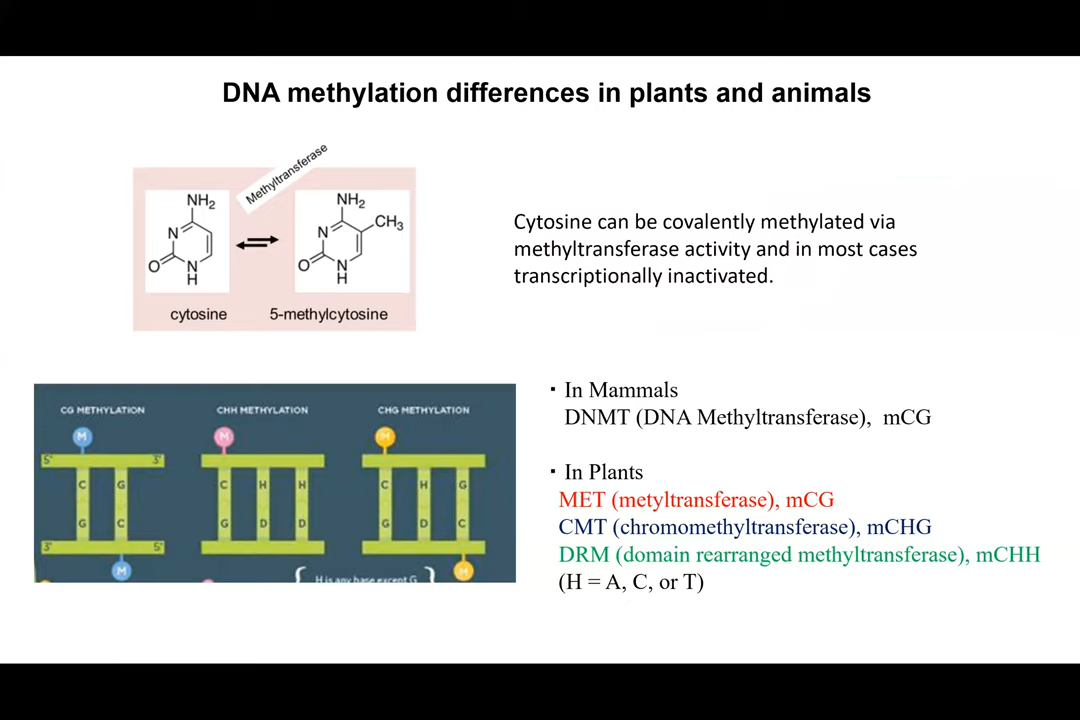 DNA methylation differences in plants and animals
Methyltransferase
NH₂
N
O
N
H
cytosine
NH₂
CH₃
N
O
N
H
5-methylcytosine
Cytosine can be covalently methylated via
methyltransferase activity and in most cases
transcriptionally inactivated.
CG METHYLATION
M
5' 3'
C G
G C
3' 5'
M
CHH METHYLATION
M
C H H
G D D
CHG METHYLATION
M
C H G
G D C
M
{ H is any base except G }
・In Mammals
DNMT (DNA Methyltransferase), mCG
・In Plants
MET (metyltransferase), mCG
CMT (chromomethyltransferase), mCHG
DRM (domain rearranged methyltransferase), mCHH
(H = A, C, or T)